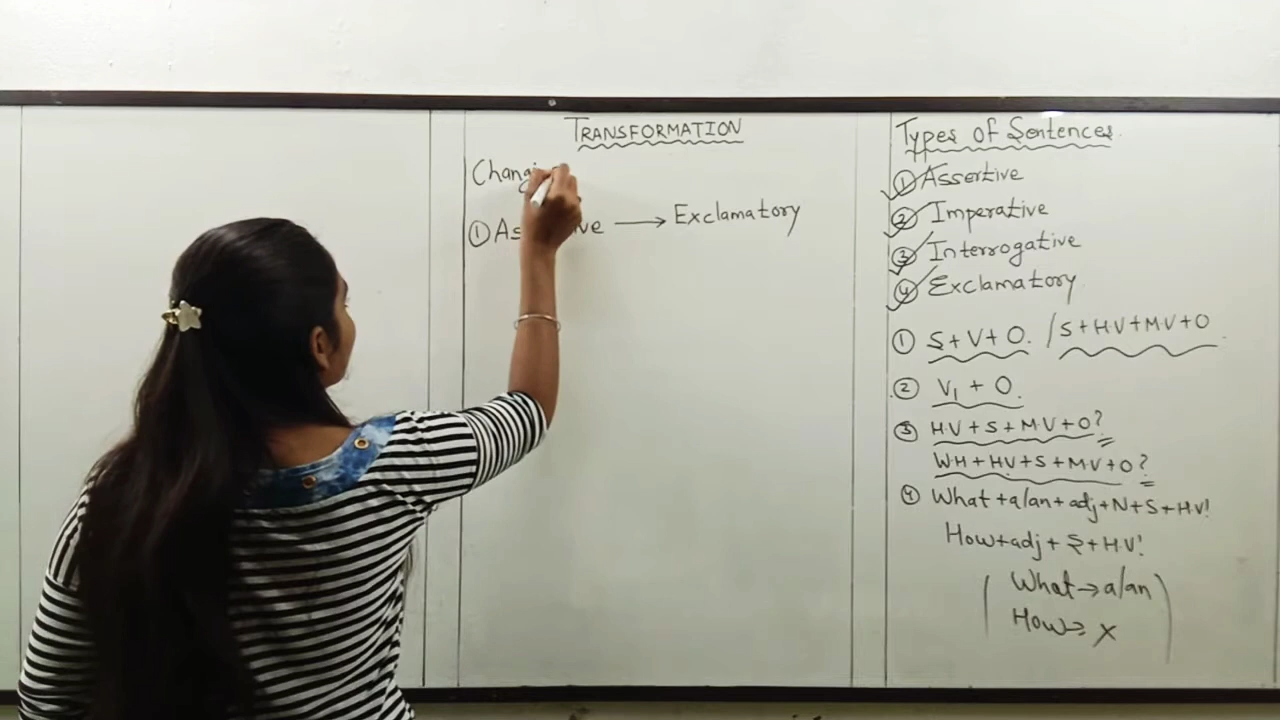 TRANSFORMATION
Changi
① As ve → Exclamatory
Types of Sentences
① Assertive
② Imperative
③ Interrogative
④ Exclamatory
① S+V+O. / S+HV+MV+O.
② V1 + O.
③ HV+S+MV+O?
WH+HV+S+MV+O?
④ What+a/an+adj+N+S+HV!
How+adj+S+HV!
( What→a/an )
How→ X